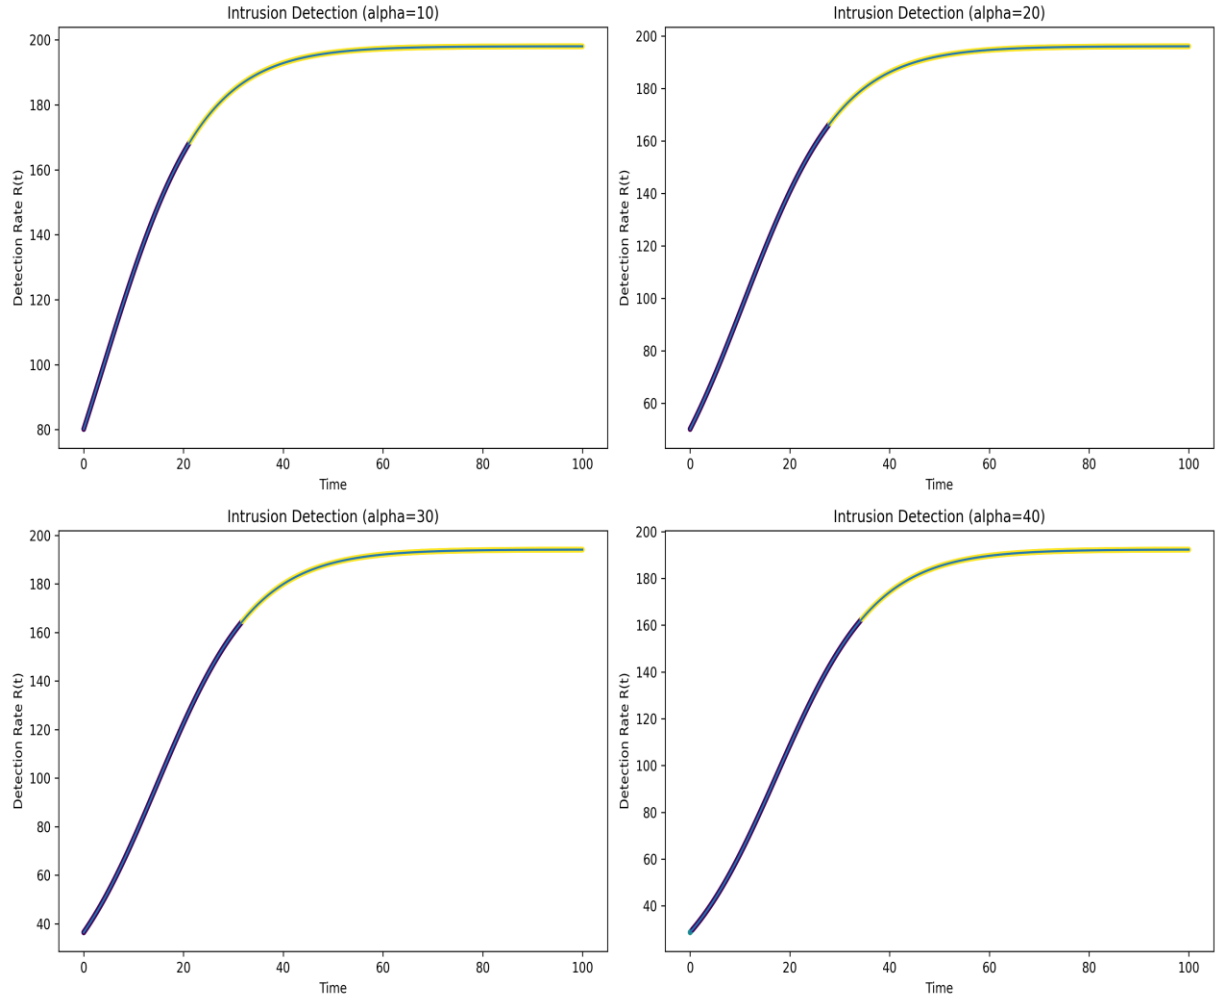 Intrusion Detection (alpha=10)
200
180
160
140
120
100
80
Detection Rate R(t)
0 20 40 60 80 100
Time
Intrusion Detection (alpha=20)
200
180
160
140
120
100
80
60
Detection Rate R(t)
0 20 40 60 80 100
Time
Intrusion Detection (alpha=30)
200
180
160
140
120
100
80
60
40
Detection Rate R(t)
0 20 40 60 80 100
Time
Intrusion Detection (alpha=40)
200
180
160
140
120
100
80
60
40
Detection Rate R(t)
0 20 40 60 80 100
Time